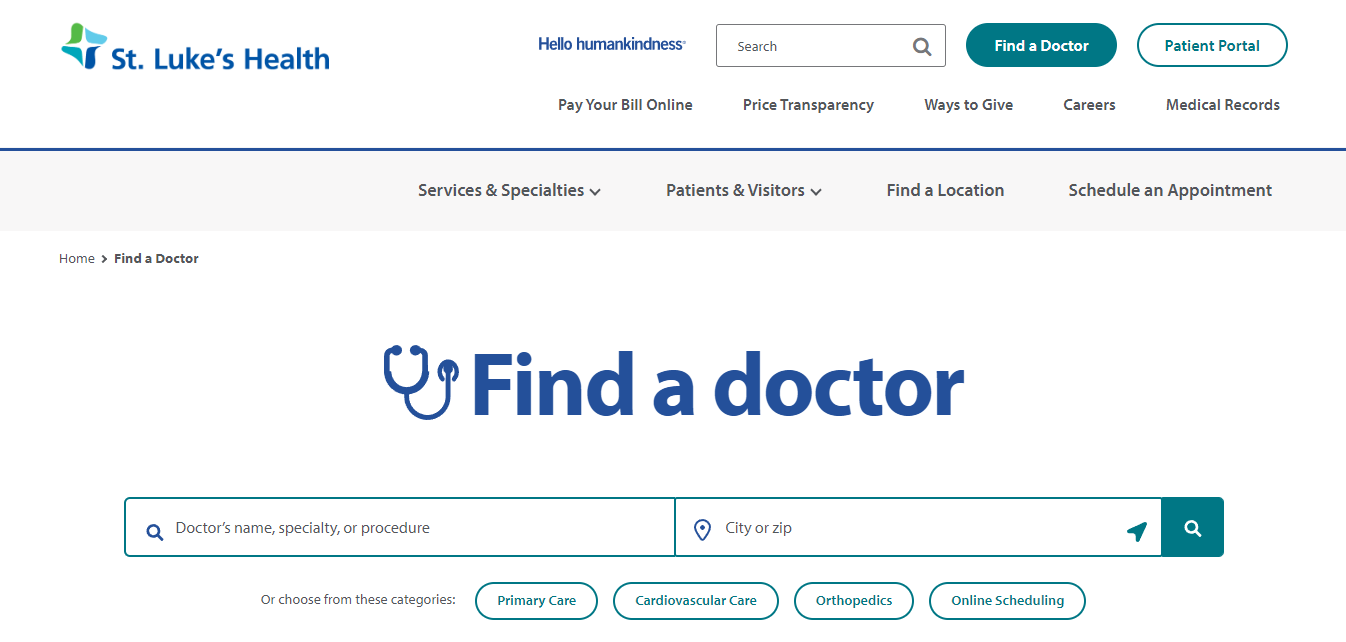 St. Luke's Health
Hello humankindness®
Search
Find a Doctor
Patient Portal
Pay Your Bill Online
Price Transparency
Ways to Give
Careers
Medical Records
Services & Specialties
Patients & Visitors
Find a Location
Schedule an Appointment
Home > Find a Doctor
Find a doctor
Doctor’s name, specialty, or procedure
City or zip
Or choose from these categories:
Primary Care
Cardiovascular Care
Orthopedics
Online Scheduling